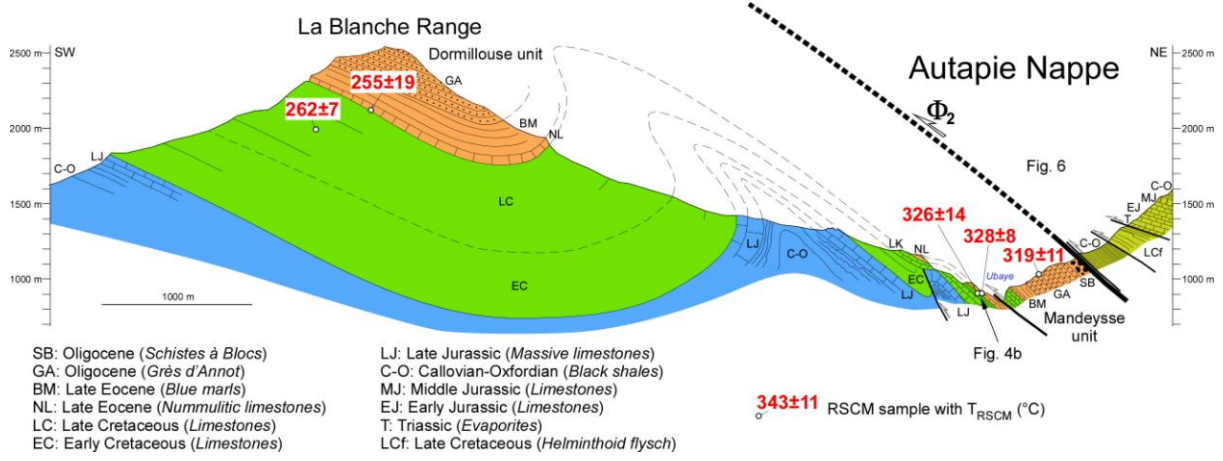 La Blanche Range
2500 m SW
Dormillouse unit
NE 2500 m
Autapie Nappe
255±19
GA
262±7
Φ2
2000 m
BM
NL
2000 m
LJ
C-O
Fig. 6
C-O
MJ
EJ
T
1500 m
LC
326±14
328±8
1500 m
LJ
C-O
LK
NL
319±11
C-O
LCf
Ubaye
1000 m
EC
EC
LJ
LJ
BM
GA
SB
1000 m
1000 m
Mandeysse
unit
Fig. 4b
SB: Oligocene (Schistes à Blocs)
GA: Oligocene (Grès d'Annot)
BM: Late Eocene (Blue marls)
NL: Late Eocene (Nummulitic limestones)
LC: Late Cretaceous (Limestones)
EC: Early Cretaceous (Limestones)
LJ: Late Jurassic (Massive limestones)
C-O: Callovian-Oxfordian (Black shales)
MJ: Middle Jurassic (Limestones)
EJ: Early Jurassic (Limestones)
T: Triassic (Evaporites)
LCf: Late Cretaceous (Helminthoid flysch)
343±11 RSCM sample with TRSCM (°C)